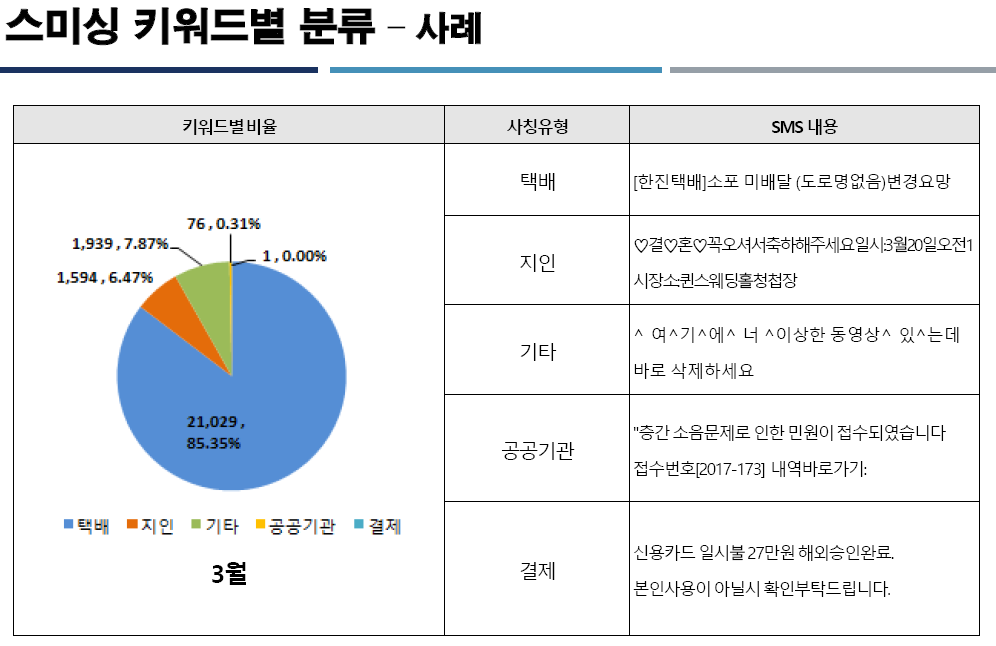 스미싱 키워드별 분류 – 사례
키워드별 비율
사칭유형
SMS 내용
76 , 0.31%
1,939 , 7.87%
1 , 0.00%
1,594 , 6.47%
21,029 ,
85.35%
택배 지인 기타 공공기관 결제
3월
택배
[한진택배]소포 미배달 (도로명없음)변경요망
지인
♡결♡혼♡꼭오셔서축하해주세요일시:3월20일오전1
시장소:퀸스웨딩홀청첩장
기타
^ 여^기^에^ 너 ^이상한 동영상^ 있^는데
바로 삭제하세요
공공기관
"층간 소음문제로 인한 민원이 접수되였습니다
접수번호[2017-173] 내역바로가기:
결제
신용카드 일시불 27만원 해외승인완료.
본인사용이 아닐시 확인부탁드립니다.